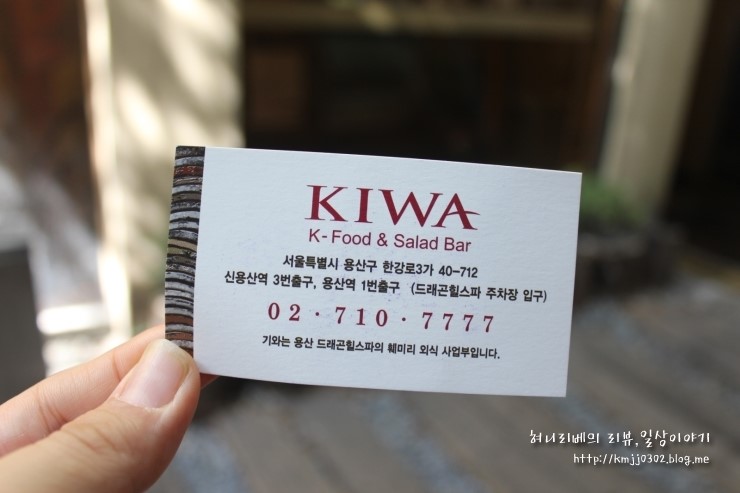 KIWA
K-Food & Salad Bar
서울특별시 용산구 한강로3가 40-712
신용산역 3번출구, 용산역 1번출구 (드래곤힐스파 주차장 입구)
02·710·7777
기와는 용산 드래곤힐스파의 훼미리 외식 사업부입니다.
허니리베의 리뷰,일상이야기
http://kmjj0302.blog.me